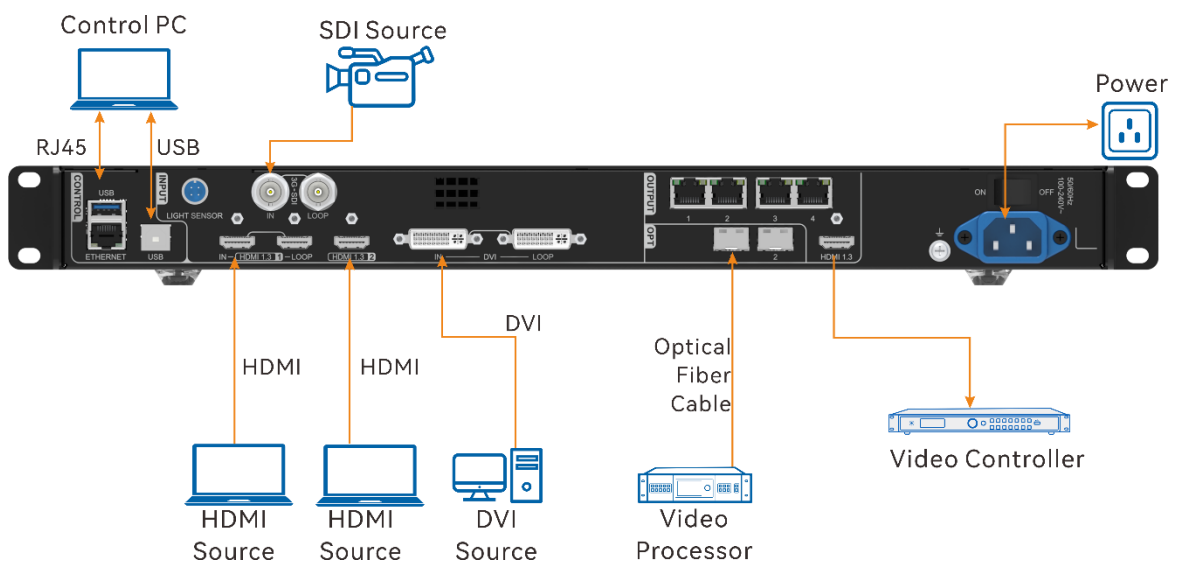 Control PC
SDI Source
Power
RJ45
USB
CONTROL
USB
ETHERNET
INPUT
USB
LIGHT SENSOR
3G-SDI
IN
LOOP
IN
HDMI 1.3
1
LOOP
HDMI 1.3
2
IN
DVI
LOOP
OUTPUT
1
2
3
4
OPT
2
HDMI 1.3
ON
OFF
100-240V~
50/60Hz
HDMI
HDMI
DVI
Optical
Fiber
Cable
HDMI
Source
HDMI
Source
DVI
Source
Video
Processor
Video Controller